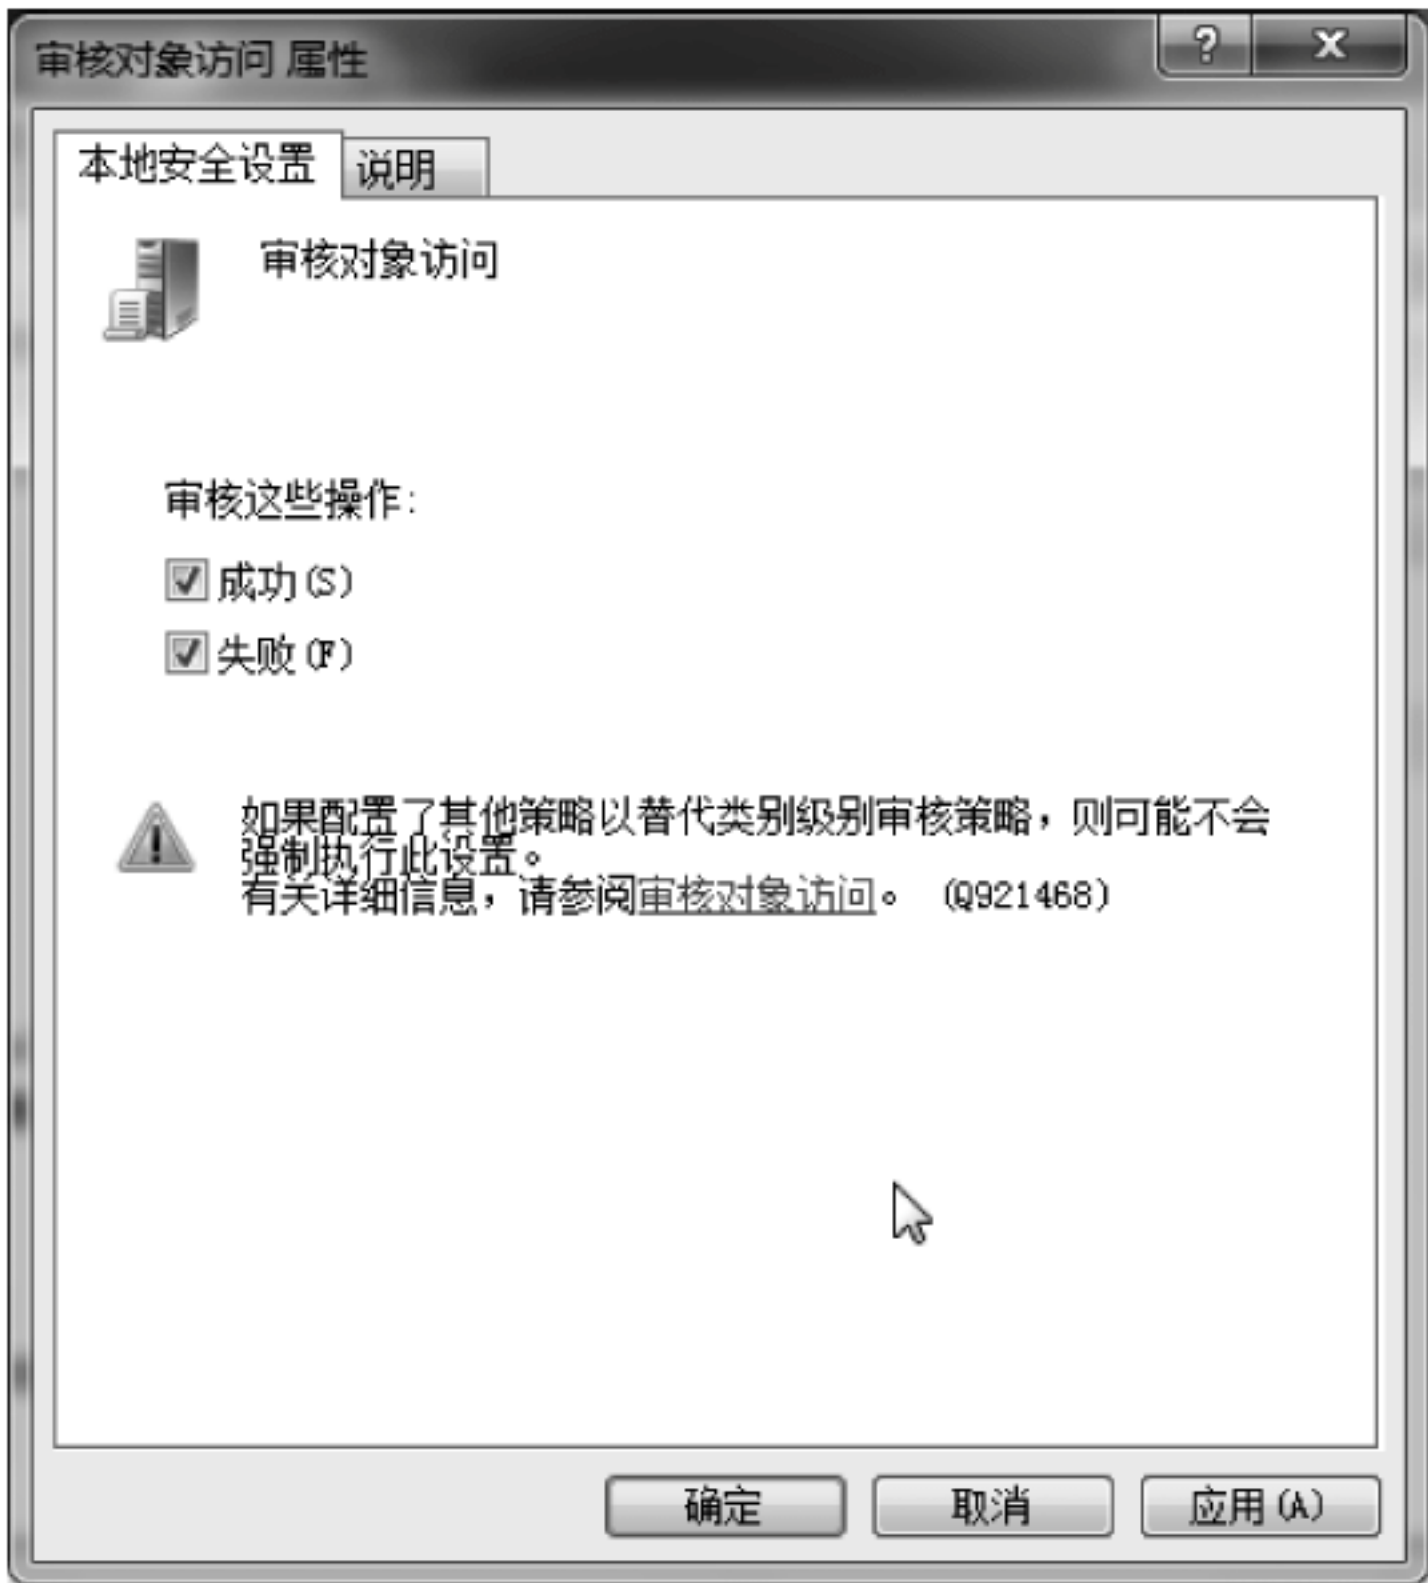 审核对象访问 属性
本地安全设置
说明
审核对象访问
审核这些操作:
成功(S)
失败(F)
如果配置了其他策略以替代类别级别审核策略，则可能不会
强制执行此设置。
有关详细信息，请参阅审核对象访问。 (Q921468)
确定
取消
应用(A)